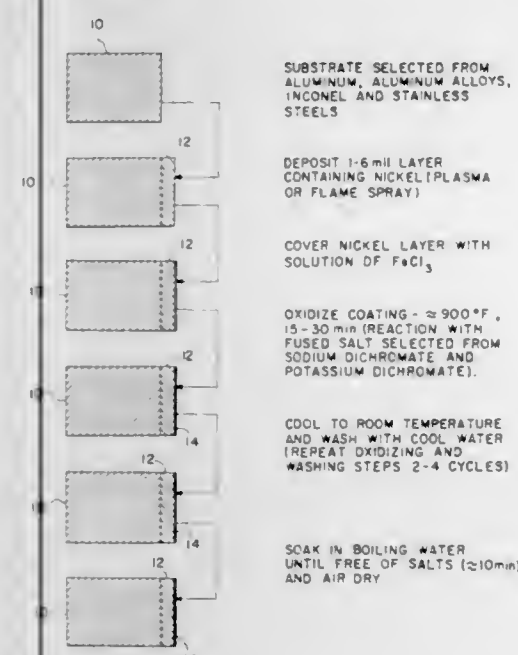 10
SUBSTRATE SELECTED FROM
ALUMINUM, ALUMINUM ALLOYS,
INCONEL AND STAINLESS
STEELS
12
10
DEPOSIT 1-6 mil LAYER
CONTAINING NICKEL (PLASMA
OR FLAME SPRAY)
12
COVER NICKEL LAYER WITH
SOLUTION OF FeCl3
12
OXIDIZE COATING - ≈ 900°F,
15-30 min (REACTION WITH
FUSED SALT SELECTED FROM
SODIUM DICHROMATE AND
POTASSIUM DICHROMATE).
14
12
COOL TO ROOM TEMPERATURE
AND WASH WITH COOL WATER
(REPEAT OXIDIZING AND
WASHING STEPS 2-4 CYCLES)
14
12
SOAK IN BOILING WATER
UNTIL FREE OF SALTS (≈10min)
AND AIR DRY